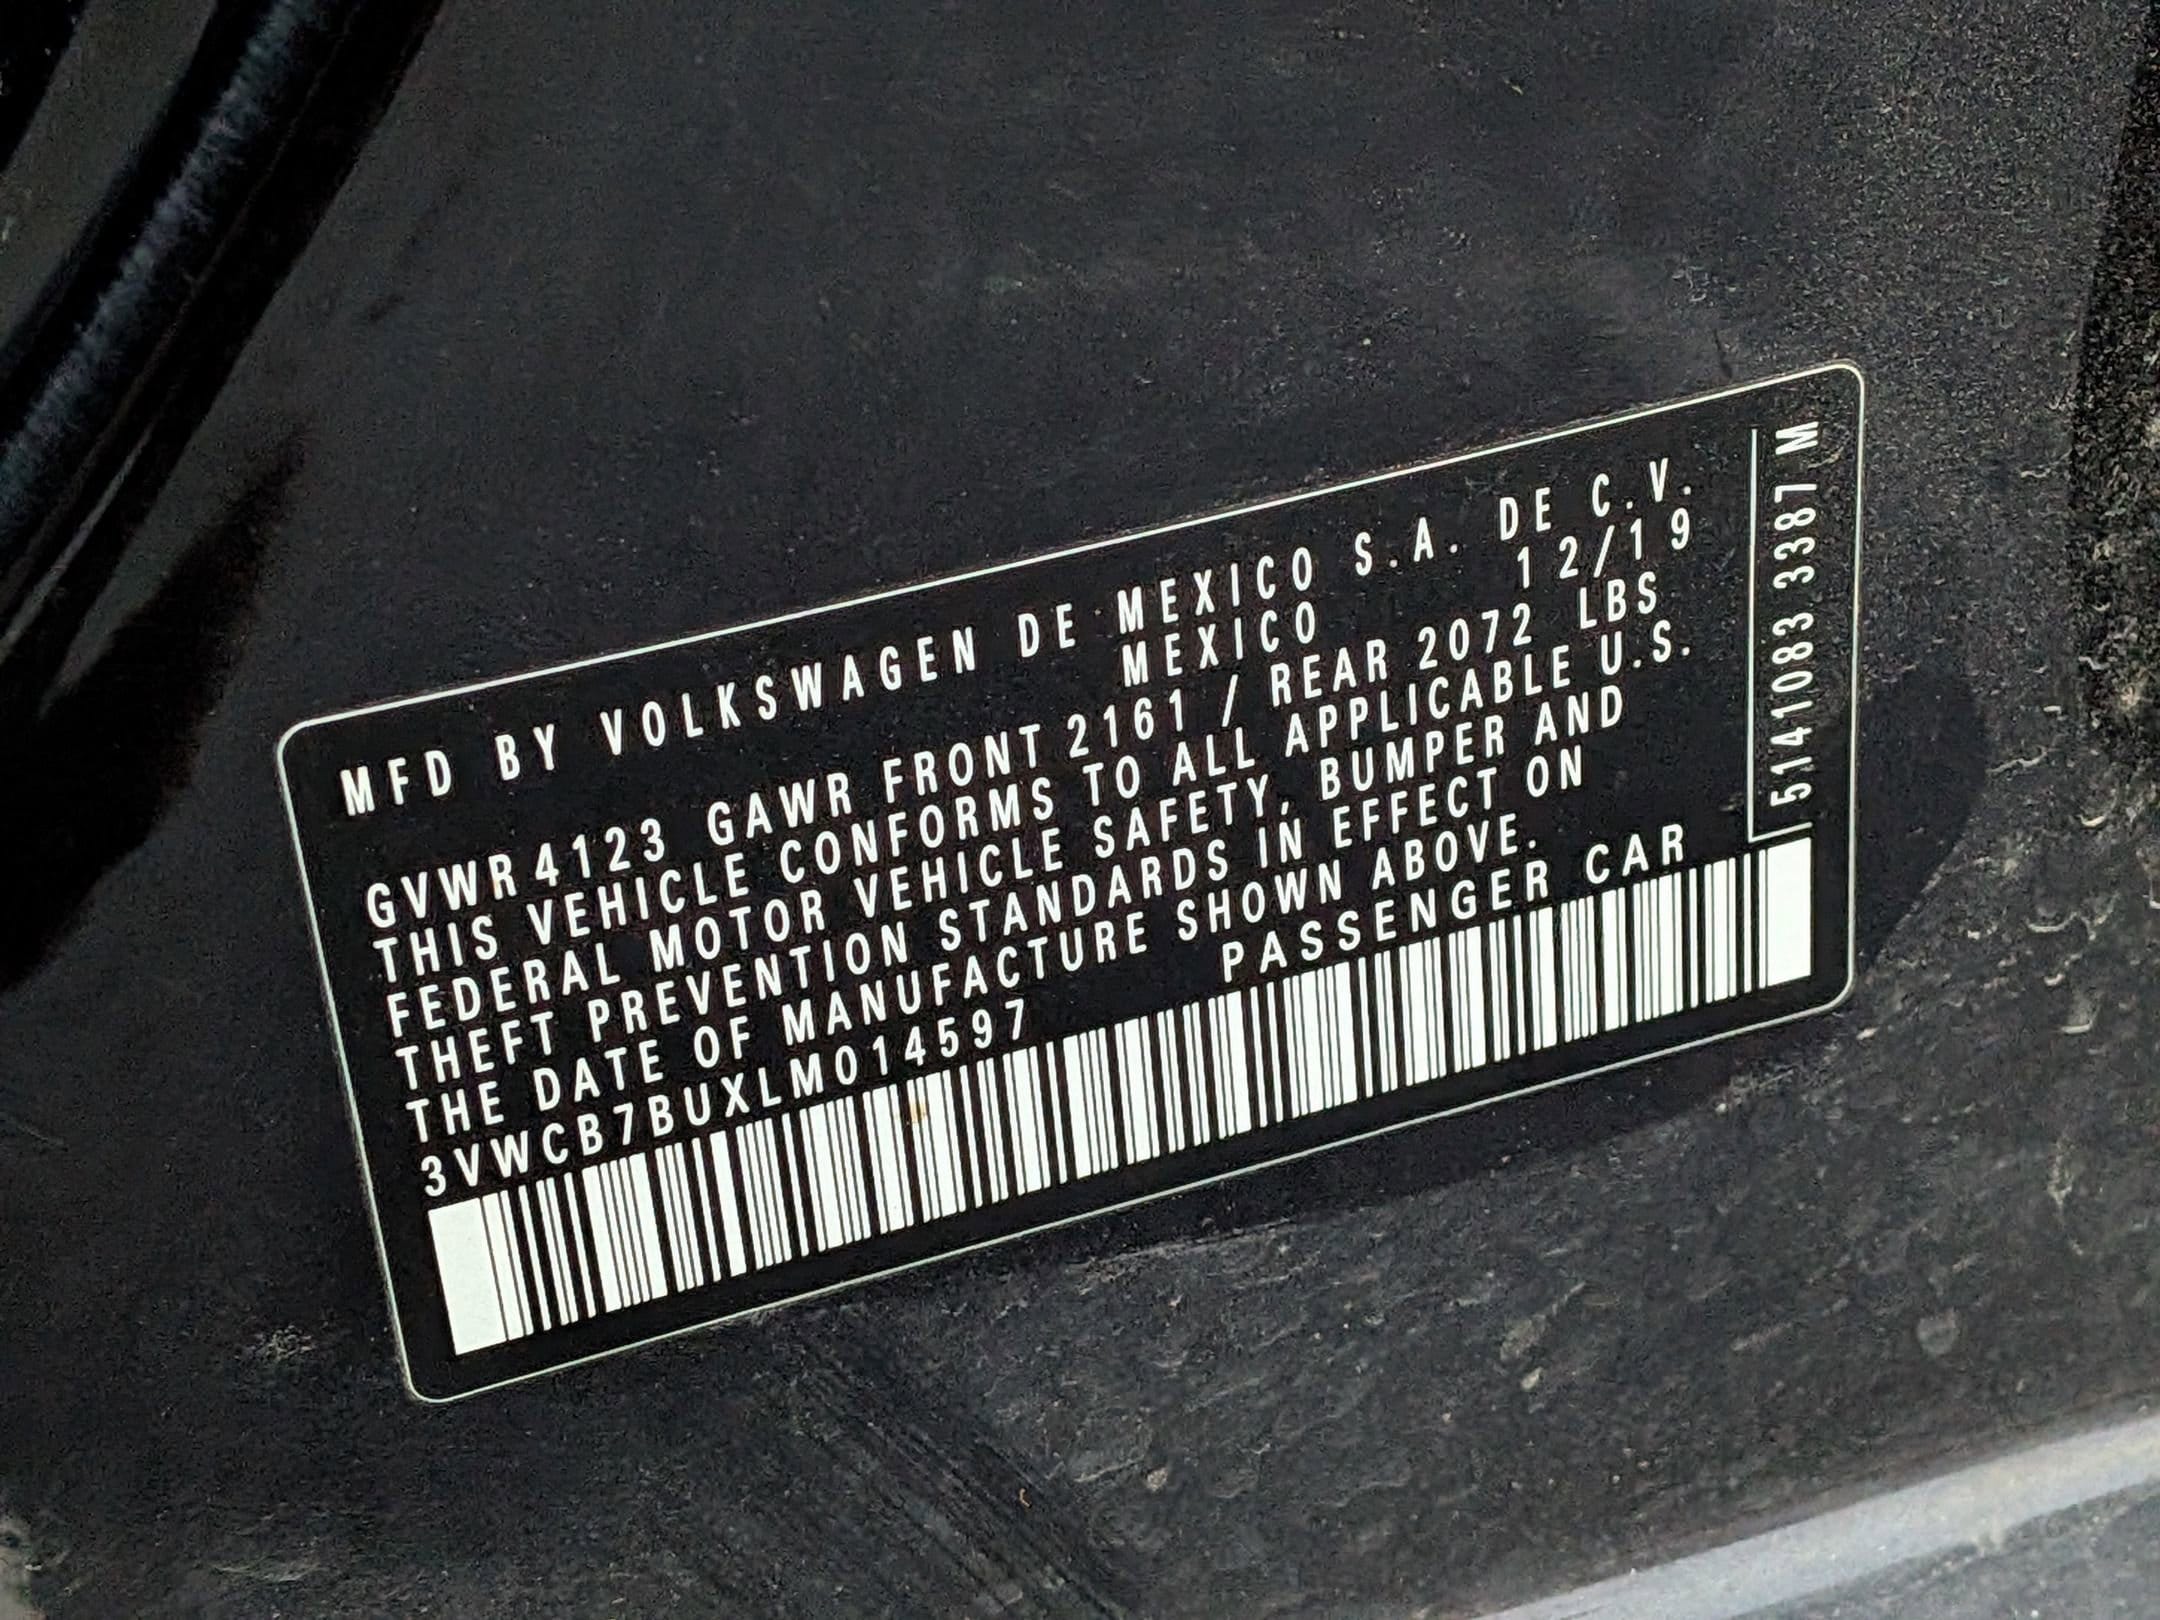 MFD BY VOLKSWAGEN DE MEXICO S.A. DE C.V.
MEXICO 12/19
GVWR 4123 GAWR FRONT 2161 / REAR 2072 LBS
THIS VEHICLE CONFORMS TO ALL APPLICABLE U.S.
FEDERAL MOTOR VEHICLE SAFETY, BUMPER AND
THEFT PREVENTION STANDARDS IN EFFECT ON
THE DATE OF MANUFACTURE SHOWN ABOVE.
3VWCB7BUXLM014597 PASSENGER CAR
5141083 3387 M